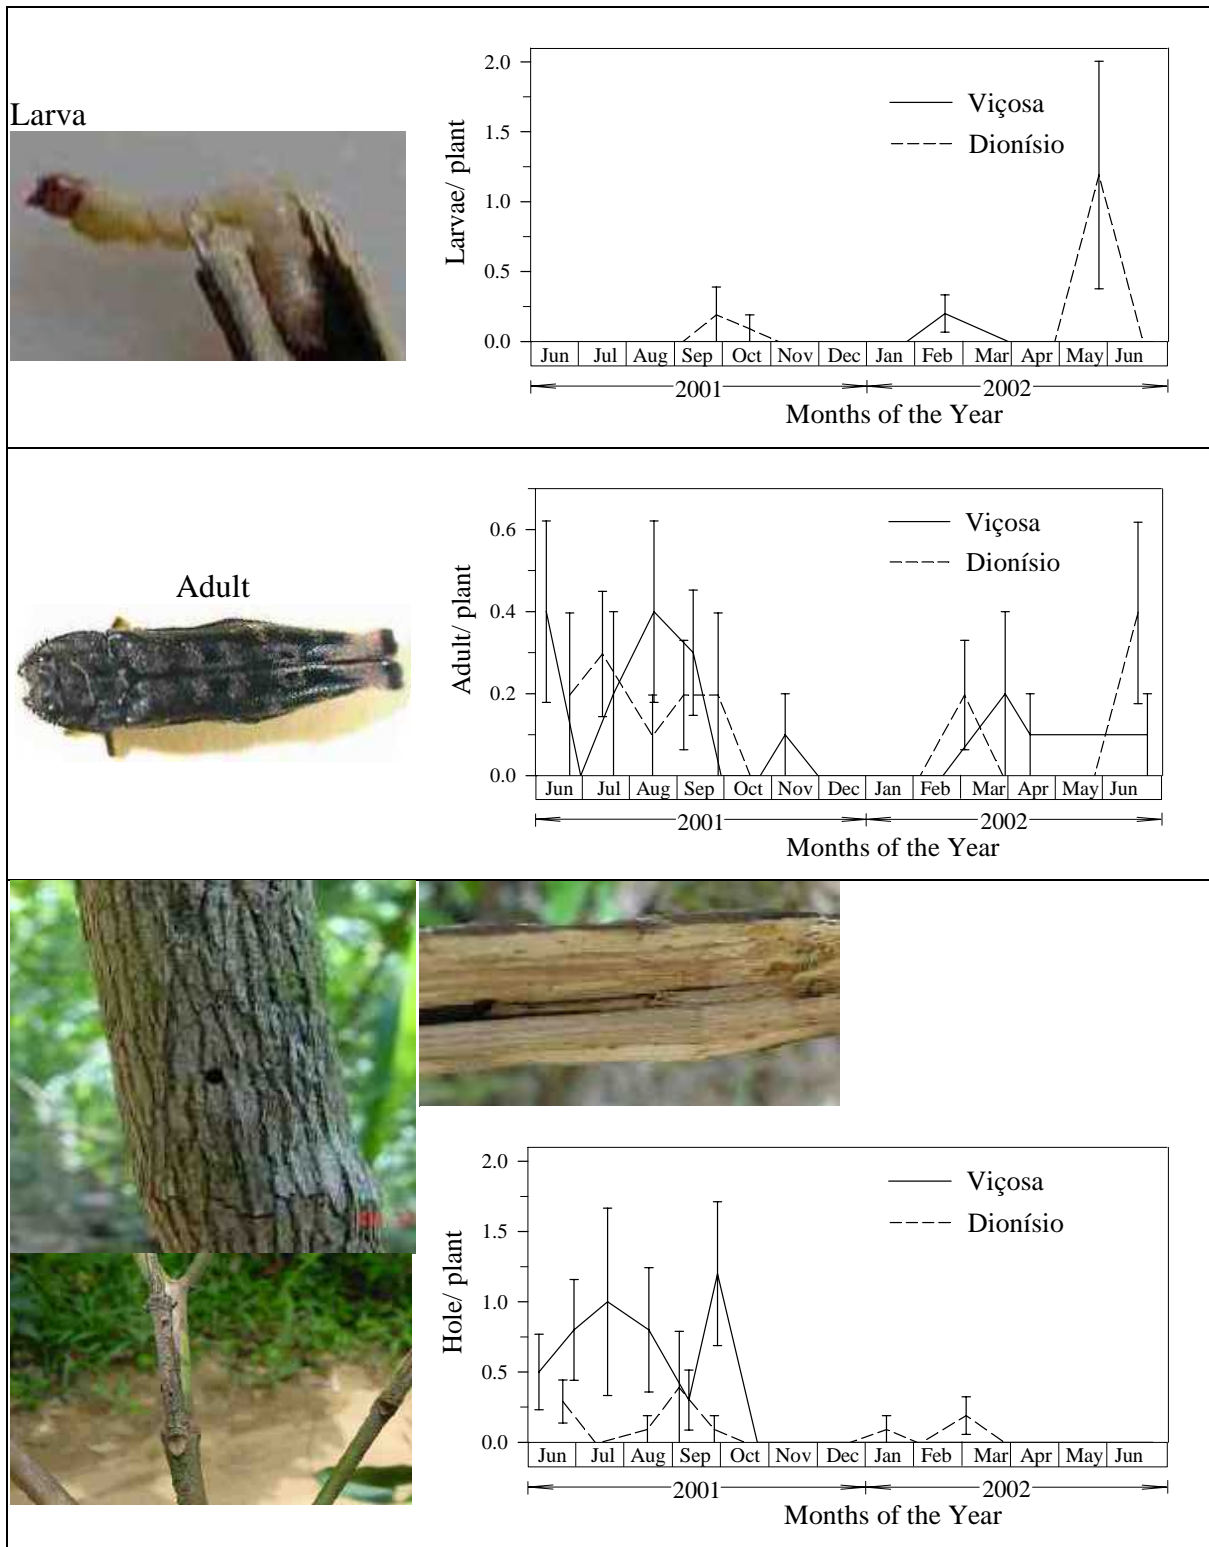 Larva
2.0
1.5
1.0
0.5
0.0
Larvae/ plant
Viçosa
Dionísio
Jun Jul Aug Sep Oct Nov Dec Jan Feb Mar Apr May Jun
2001 2002
Months of the Year
Adult
0.6
0.4
0.2
0.0
Adult/ plant
Viçosa
Dionísio
Jun Jul Aug Sep Oct Nov Dec Jan Feb Mar Apr May Jun
2001 2002
Months of the Year
2.0
1.5
1.0
0.5
0.0
Hole/ plant
Viçosa
Dionísio
Jun Jul Aug Sep Oct Nov Dec Jan Feb Mar Apr May Jun
2001 2002
Months of the Year